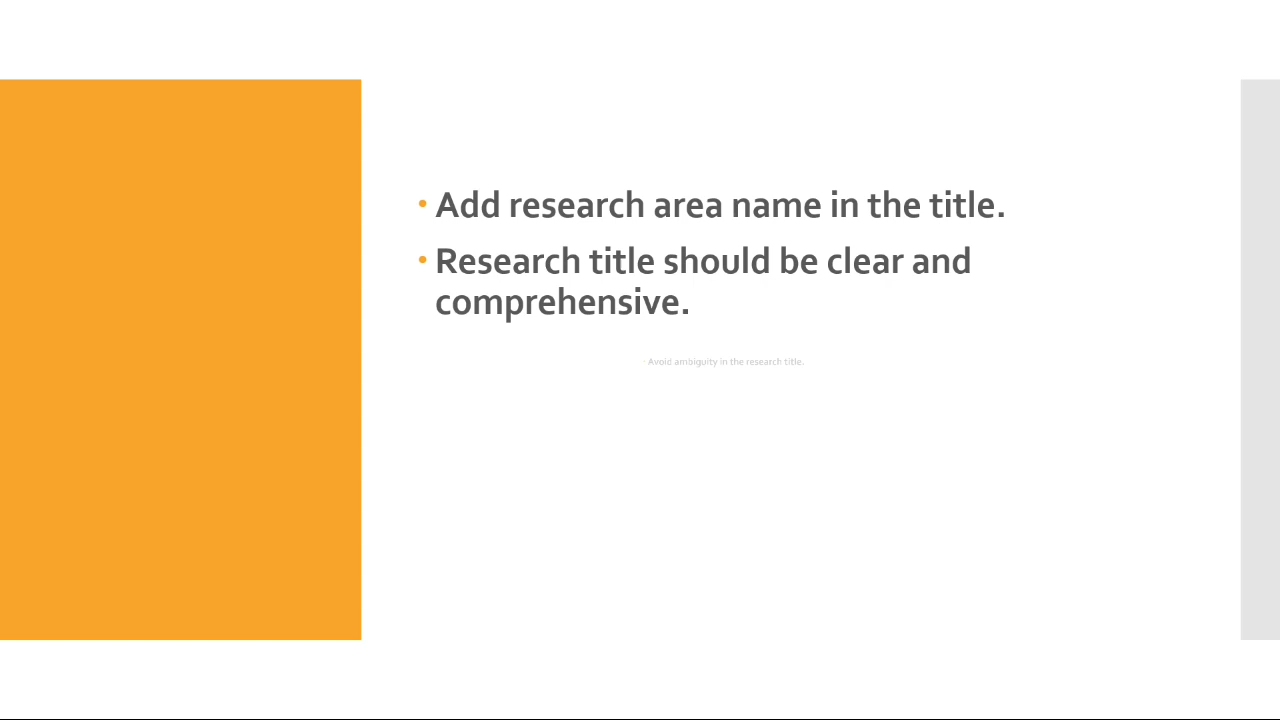 • Add research area name in the title.
• Research title should be clear and
comprehensive.
• Avoid ambiguity in the research title.